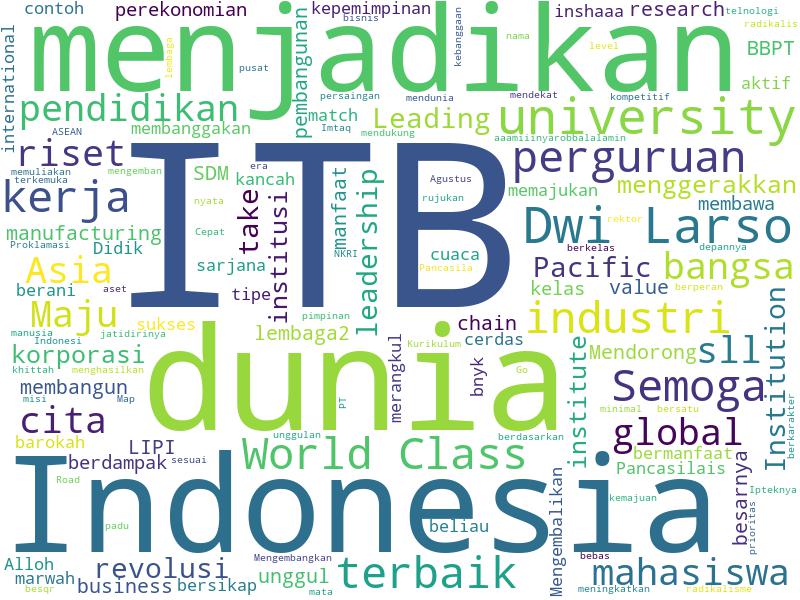 contoh perekonomian kepemimpinan inshaaa research telnologi
bisnis nama radikalis
menjadikan
international lembaga pusat kebanggaan level BBPT
persaingan mendunia mendekat kompetitif aktif
pendidikan pembangunan match Leading university
ASEAN membanggakan Imtaq mendukung aaamiiinyarobbalalamin
riset ITB perguruan
memuliakan mengemban SDM era kancah Agustus
terkemuka memajukan menggerakkan
kerja nyata take institusi manfaat leadership rujukan membawa
manufacturing Cepat Dwi Larso rektor
Proklamasi Didik NKRI cuaca berkelas depannya
Asia sarjana Pancasila Pacific bangsa
berani aset tipe kelas value berperan
Maju sukses pimpinan chain industri
manusia jatidirinya lembaga2 cerdas
Indonesi Kurikulum Mendorong sll
korporasi dunia merangkul bnyk institute Institution
khittah menghasilkan Go
membangun misi Map PT Semoga
cita minimal bersatu berkarakter
barokah LIPI unggulan berdasarkan global
berdampak sesuai World Class bermanfaat
Road Indonesia Pancasilais besarnya Ipteknya
padu beliau Mengembalikan kemajuan prioritas
Alloh revolusi Mengembangkan terbaik bebas mahasiswa
marwah business bersikap unggul
besqr mata meningkatkan radikalisme